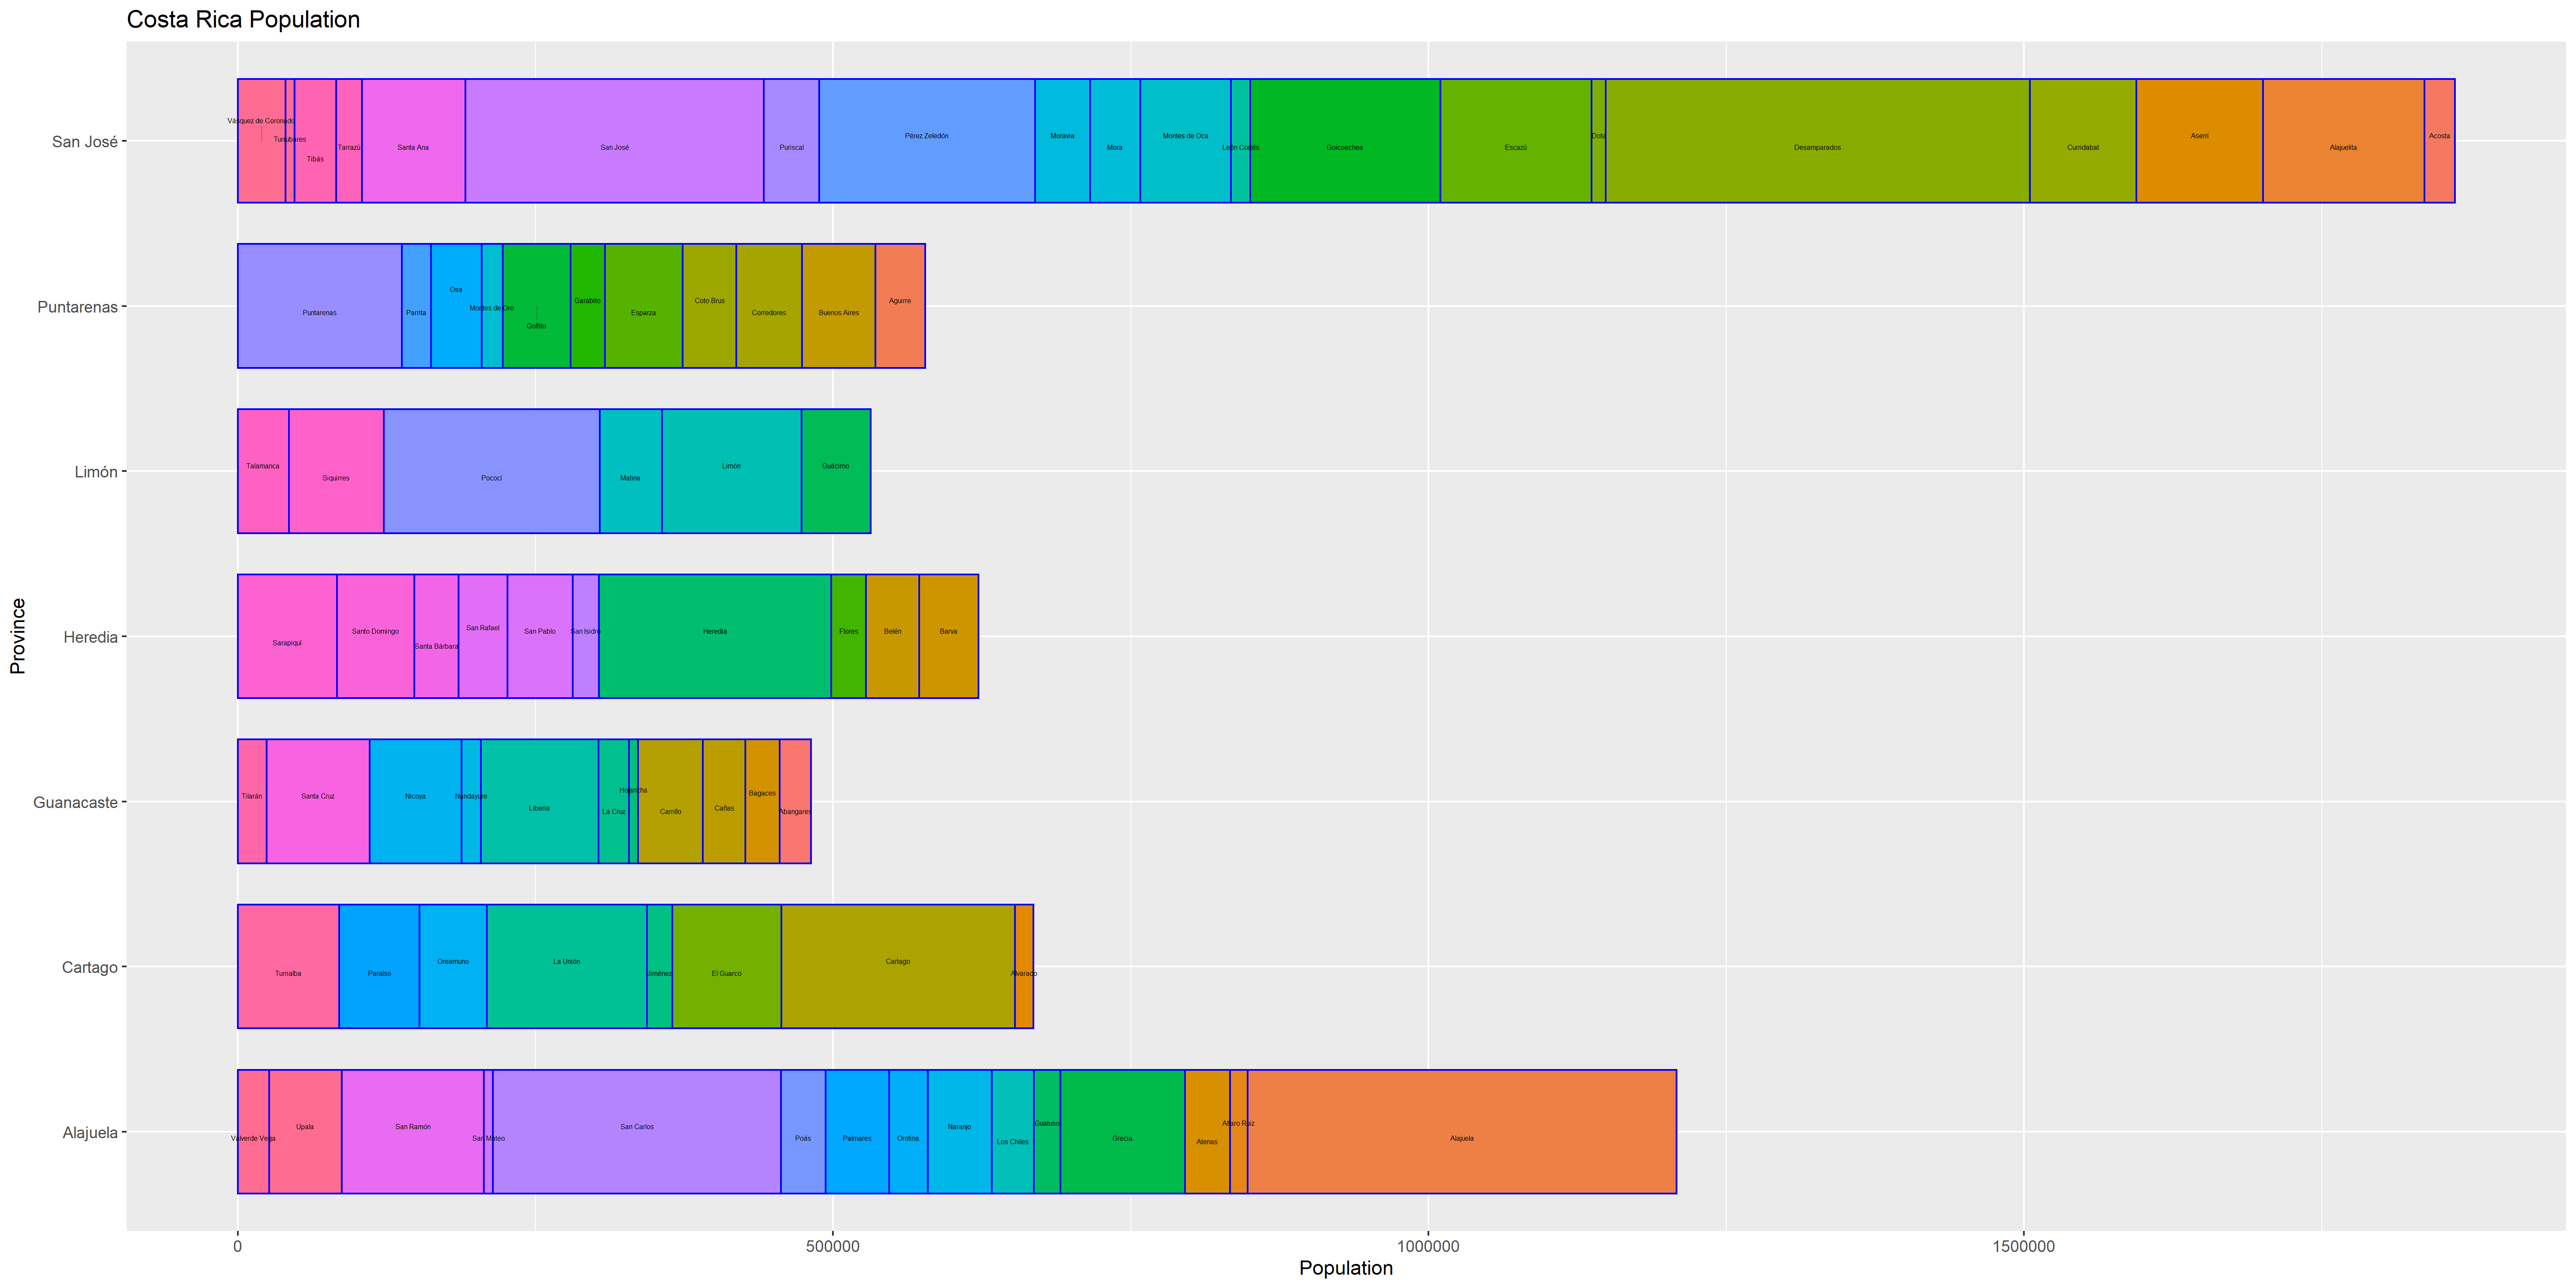 Costa Rica Population
San José
Vásquez de Coronado
Turrubares
Tibás
Tarrazú
Santa Ana
San José
Puriscal
Pérez Zeledón
Moravia
Mora
Montes de Oca
León Cortés
Goicoechea
Escazú
Dota
Desamparados
Curridabat
Aserrí
Alajuelita
Acosta
Puntarenas
Puntarenas
Parrita
Osa
Montes de Oro
Golfito
Garabito
Esparza
Coto Brus
Corredores
Buenos Aires
Aguirre
Limón
Talamanca
Siquirres
Pococí
Matina
Limón
Guácimo
Heredia
Sarapiquí
Santo Domingo
Santa Bárbara
San Rafael
San Pablo
San Isidro
Heredia
Flores
Belén
Barva
Guanacaste
Tilarán
Santa Cruz
Nicoya
Nandayure
Liberia
La Cruz
Hojancha
Carrillo
Cañas
Bagaces
Abangares
Cartago
Turrialba
Paraíso
Oreamuno
La Unión
Jiménez
El Guarco
Cartago
Alvarado
Alajuela
Valverde Vega
Upala
San Ramón
San Mateo
San Carlos
Poás
Palmares
Orotina
Naranjo
Los Chiles
Guatuso
Grecia
Atenas
Alfaro Ruiz
Alajuela
0
500000
1000000
1500000
Population
Province